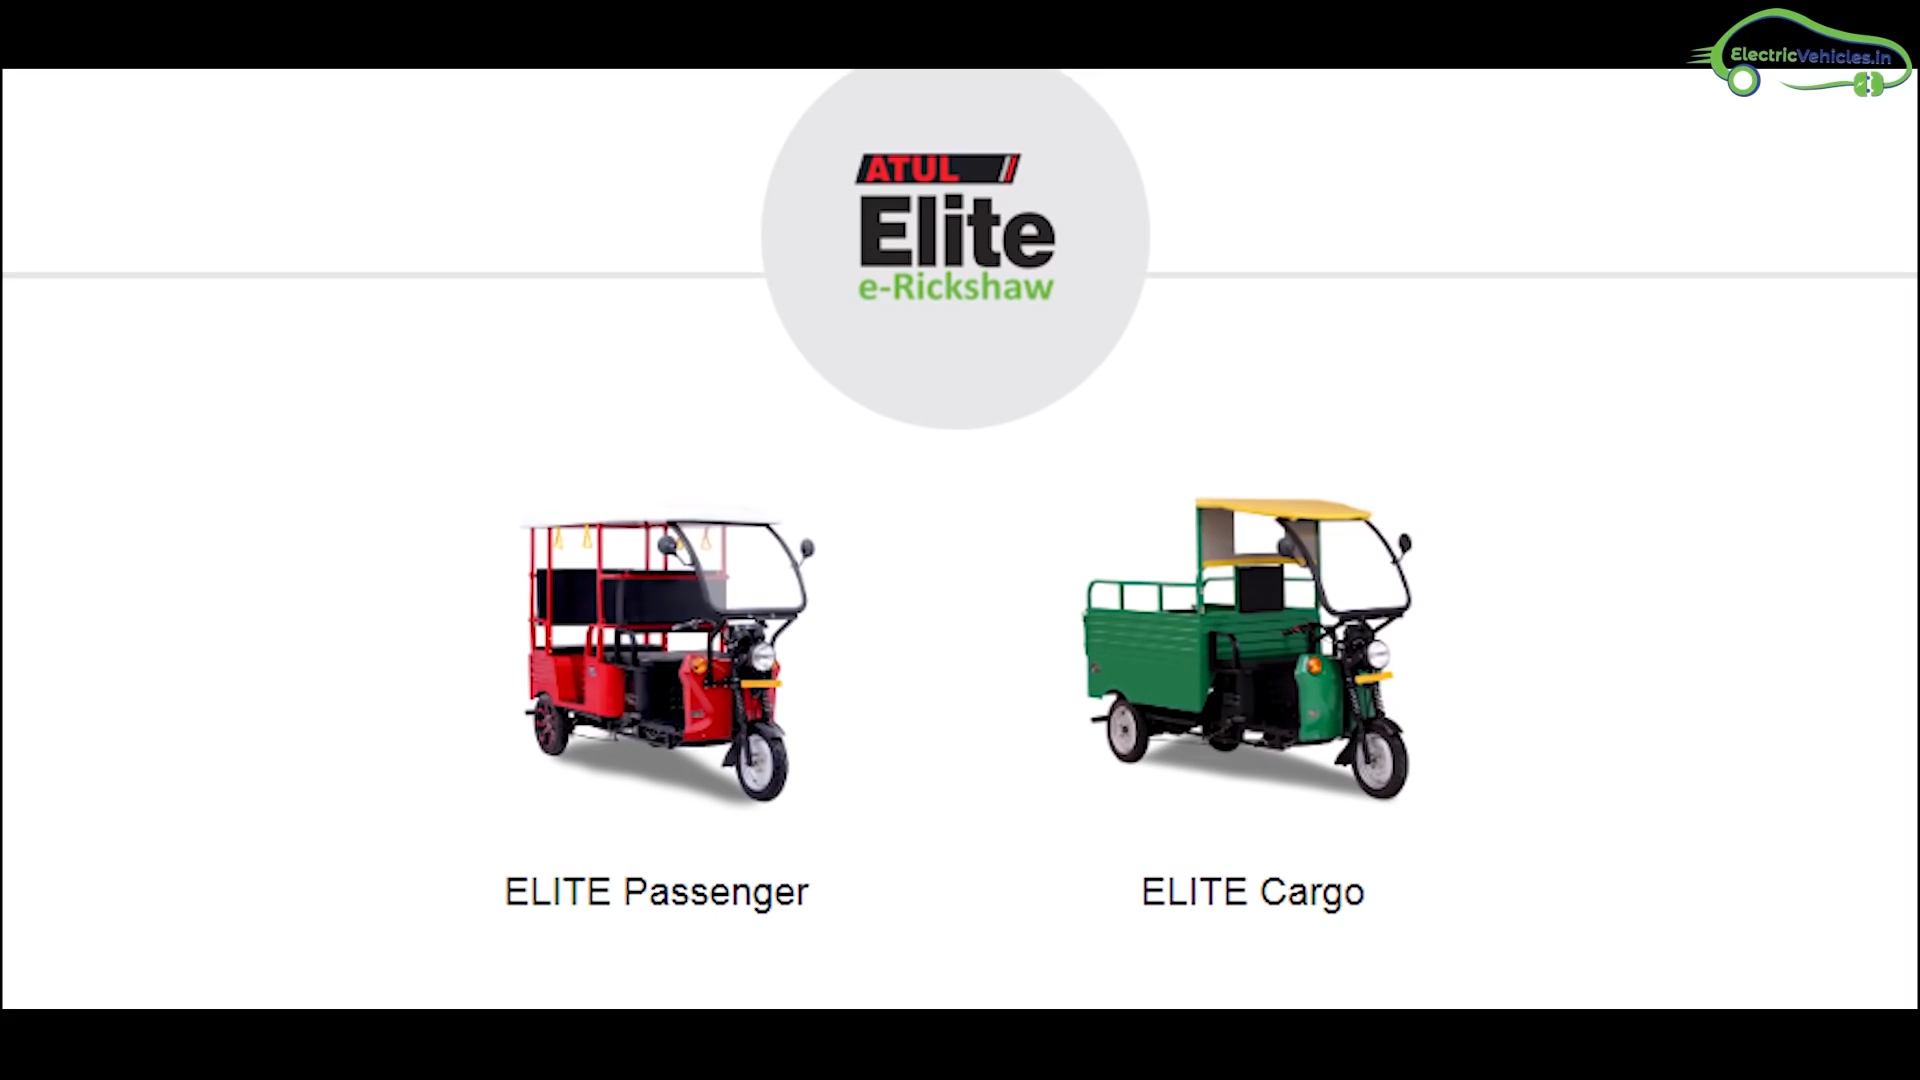 ElectricVehicles.in
ATUL
Elite
e-Rickshaw
ELITE Passenger
ELITE Cargo